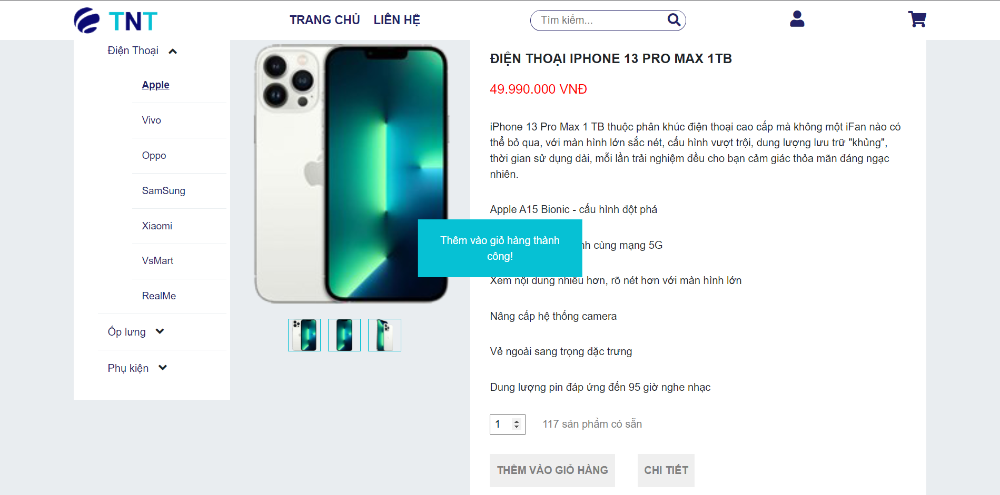 TNT
TRANG CHỦ LIÊN HỆ
Tìm kiếm...
Điện Thoại
Apple
Vivo
Oppo
SamSung
Xiaomi
VsMart
RealMe
Ốp lưng
Phụ kiện
ĐIỆN THOẠI IPHONE 13 PRO MAX 1TB
49.990.000 VNĐ
iPhone 13 Pro Max 1 TB thuộc phân khúc điện thoại cao cấp mà không một iFan nào có
thể bỏ qua, với màn hình lớn sắc nét, cấu hình vượt trội, dung lượng lưu trữ "khủng",
thời gian sử dụng dài, mỗi lần trải nghiệm đều cho bạn cảm giác thỏa mãn đáng ngạc
nhiên.
Apple A15 Bionic - cấu hình đột phá
cùng mạng 5G
Thêm vào giỏ hàng thành
công!
Xem nội dung nhiều hơn, rõ nét hơn với màn hình lớn
Nâng cấp hệ thống camera
Vẻ ngoài sang trọng đặc trưng
Dung lượng pin đáp ứng đến 95 giờ nghe nhạc
1
117 sản phẩm có sẵn
THÊM VÀO GIỎ HÀNG CHI TIẾT